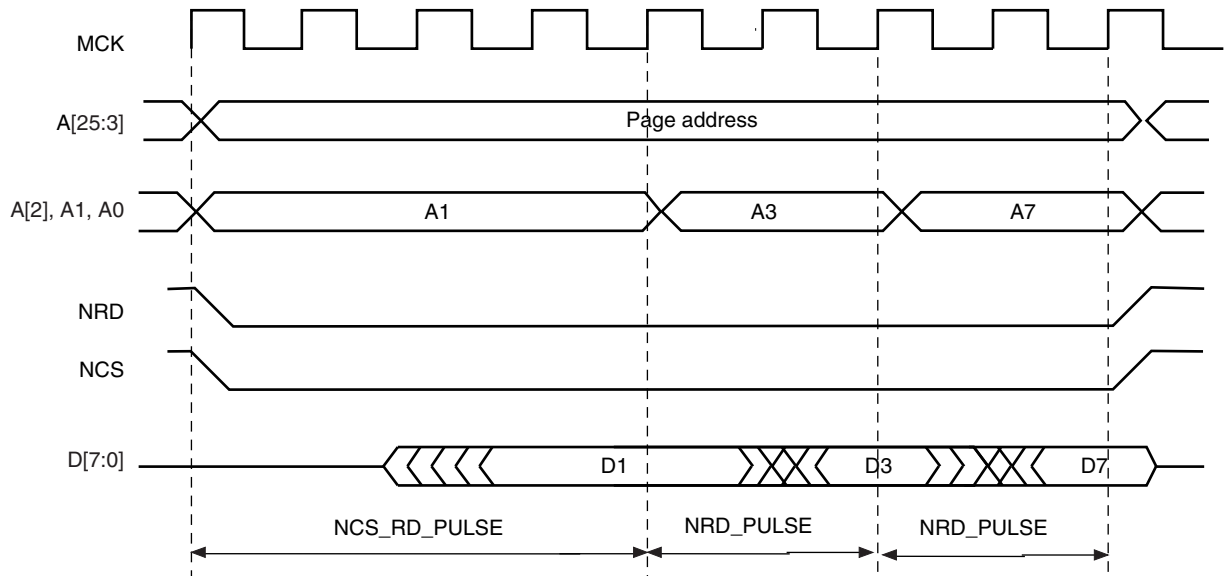 MCK
A[25:3]
Page address
A[2], A1, A0
A1
A3
A7
NRD
NCS
D[7:0]
D1
D3
D7
NCS_RD_PULSE
NRD_PULSE
NRD_PULSE